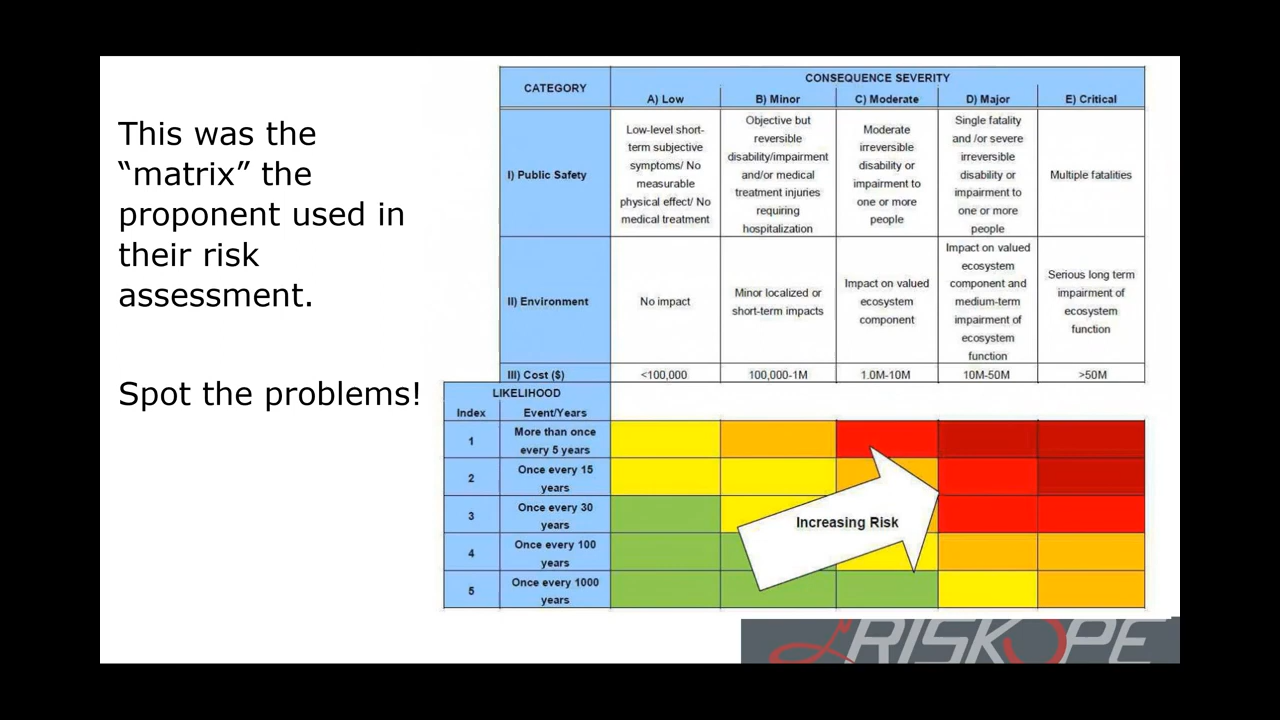 This was the
“matrix” the
proponent used in
their risk
assessment.
Spot the problems!
CATEGORY
CONSEQUENCE SEVERITY
A) Low
B) Minor
C) Moderate
D) Major
E) Critical
I) Public Safety
Low-level short-
term subjective
symptoms/ No
measurable
physical effect/ No
medical treatment
Objective but
reversible
disability/impairment
and/or medical
treatment injuries
requiring
hospitalization
Moderate
irreversible
disability or
impairment to
one or more
people
Single fatality
and /or severe
irreversible
disability or
impairment to
one or more
people
Multiple fatalities
II) Environment
No impact
Minor localized or
short-term impacts
Impact on valued
ecosystem
component
Impact on valued
ecosystem
component and
medium-term
impairment of
ecosystem
function
Serious long term
impairment of
ecosystem
function
III) Cost ($)
<100,000
100,000-1M
1.0M-10M
10M-50M
>50M
LIKELIHOOD
Index
Event/Years
1
More than once
every 5 years
2
Once every 15
years
3
Once every 30
years
4
Once every 100
years
5
Once every 1000
years
Increasing Risk
RISKOPE